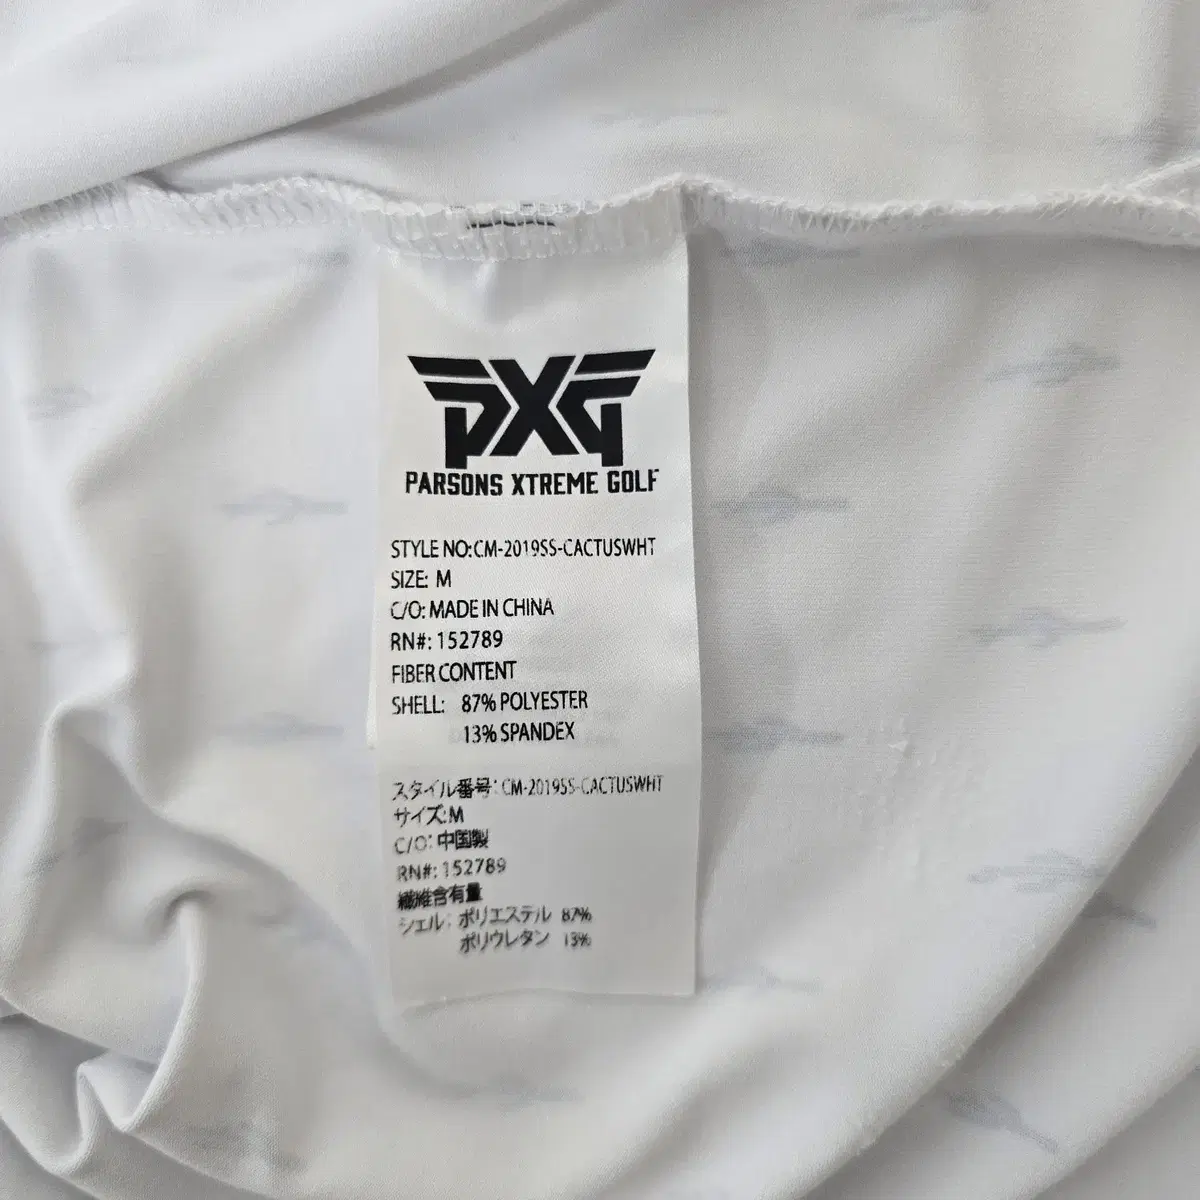 PXG
PARSONS XTREME GOLF
STYLE NO:CM-2019SS-CACTUSWHT
SIZE: M
C/O: MADE IN CHINA
RN#: 152789
FIBER CONTENT
SHELL: 87% POLYESTER
13% SPANDEX
スタイル番号: CM-2019SS-CACTUSWHT
サイズ:M
C/O: 中国製
RN#: 152789
繊維含有量
シェル: ポリエステル 87%
ポリウレタン 13%